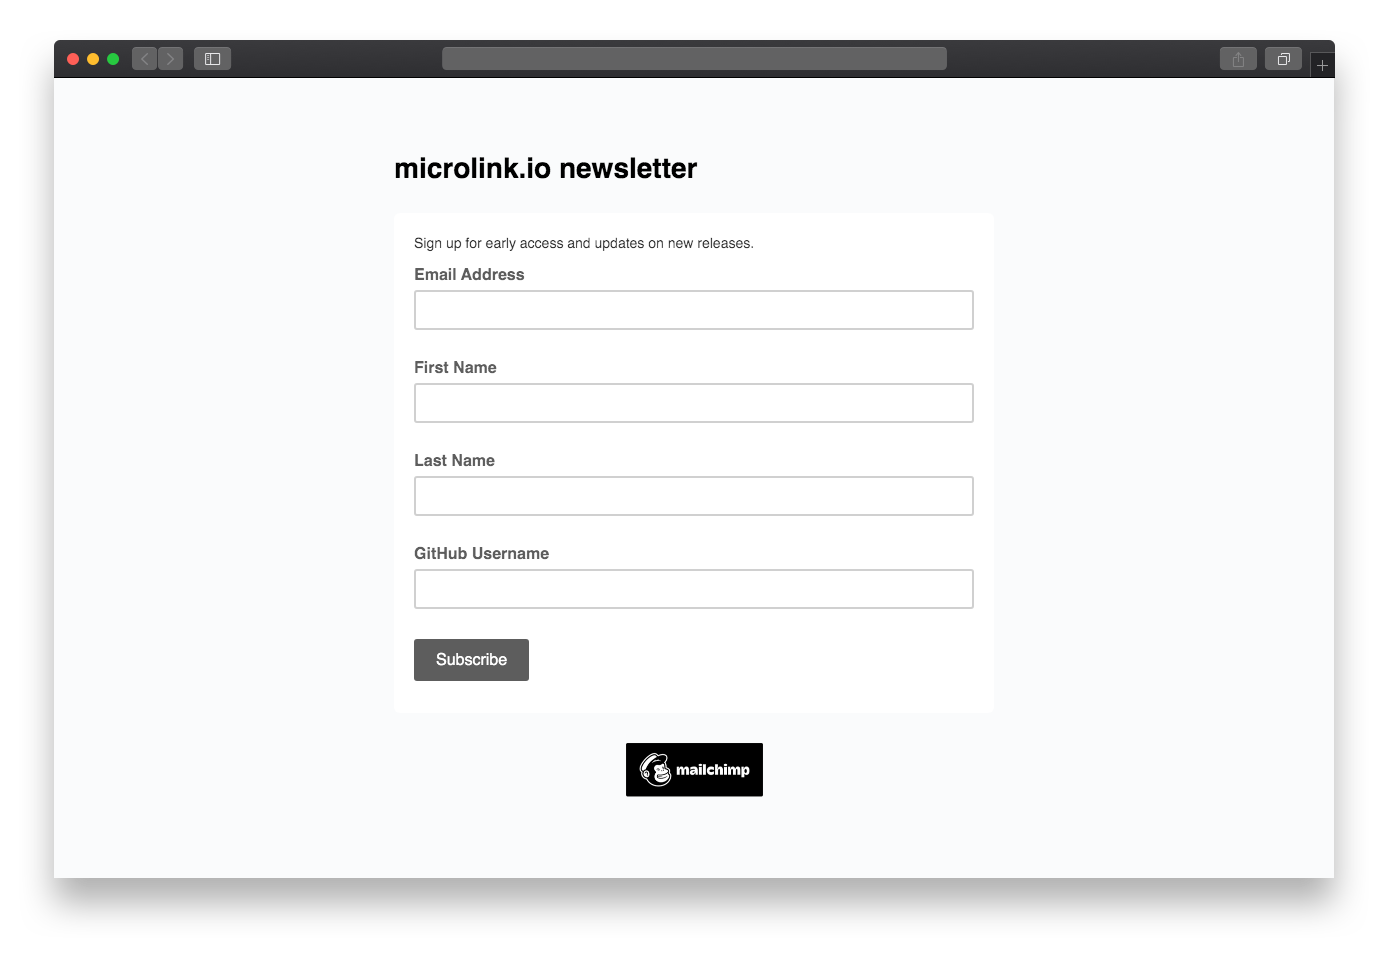 microlink.io newsletter
Sign up for early access and updates on new releases.
Email Address
First Name
Last Name
GitHub Username
Subscribe
mailchimp